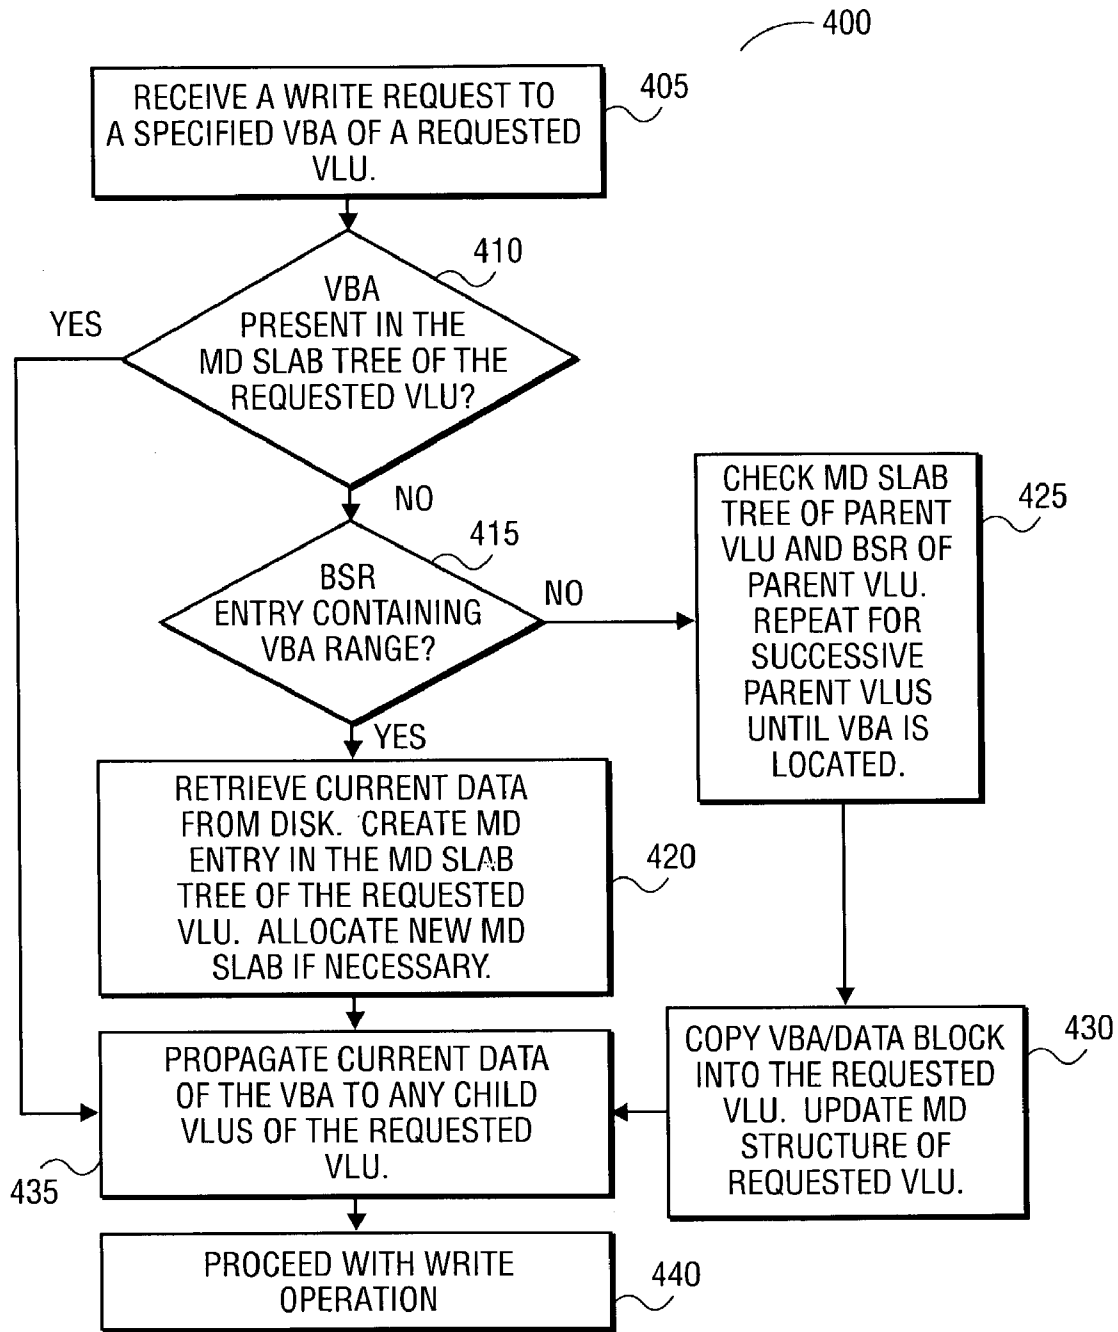 400
RECEIVE A WRITE REQUEST TO
A SPECIFIED VBA OF A REQUESTED
VLU.
405
410
VBA
PRESENT IN THE
MD SLAB TREE OF THE
REQUESTED VLU?
YES
NO
415
BSR
ENTRY CONTAINING
VBA RANGE?
NO
YES
CHECK MD SLAB
TREE OF PARENT
VLU AND BSR OF
PARENT VLU.
REPEAT FOR
SUCCESSIVE
PARENT VLUS
UNTIL VBA IS
LOCATED.
425
RETRIEVE CURRENT DATA
FROM DISK. CREATE MD
ENTRY IN THE MD SLAB
TREE OF THE REQUESTED
VLU. ALLOCATE NEW MD
SLAB IF NECESSARY.
420
COPY VBA/DATA BLOCK
INTO THE REQUESTED
VLU. UPDATE MD
STRUCTURE OF
REQUESTED VLU.
430
PROPAGATE CURRENT DATA
OF THE VBA TO ANY CHILD
VLUS OF THE REQUESTED
VLU.
435
PROCEED WITH WRITE
OPERATION
440